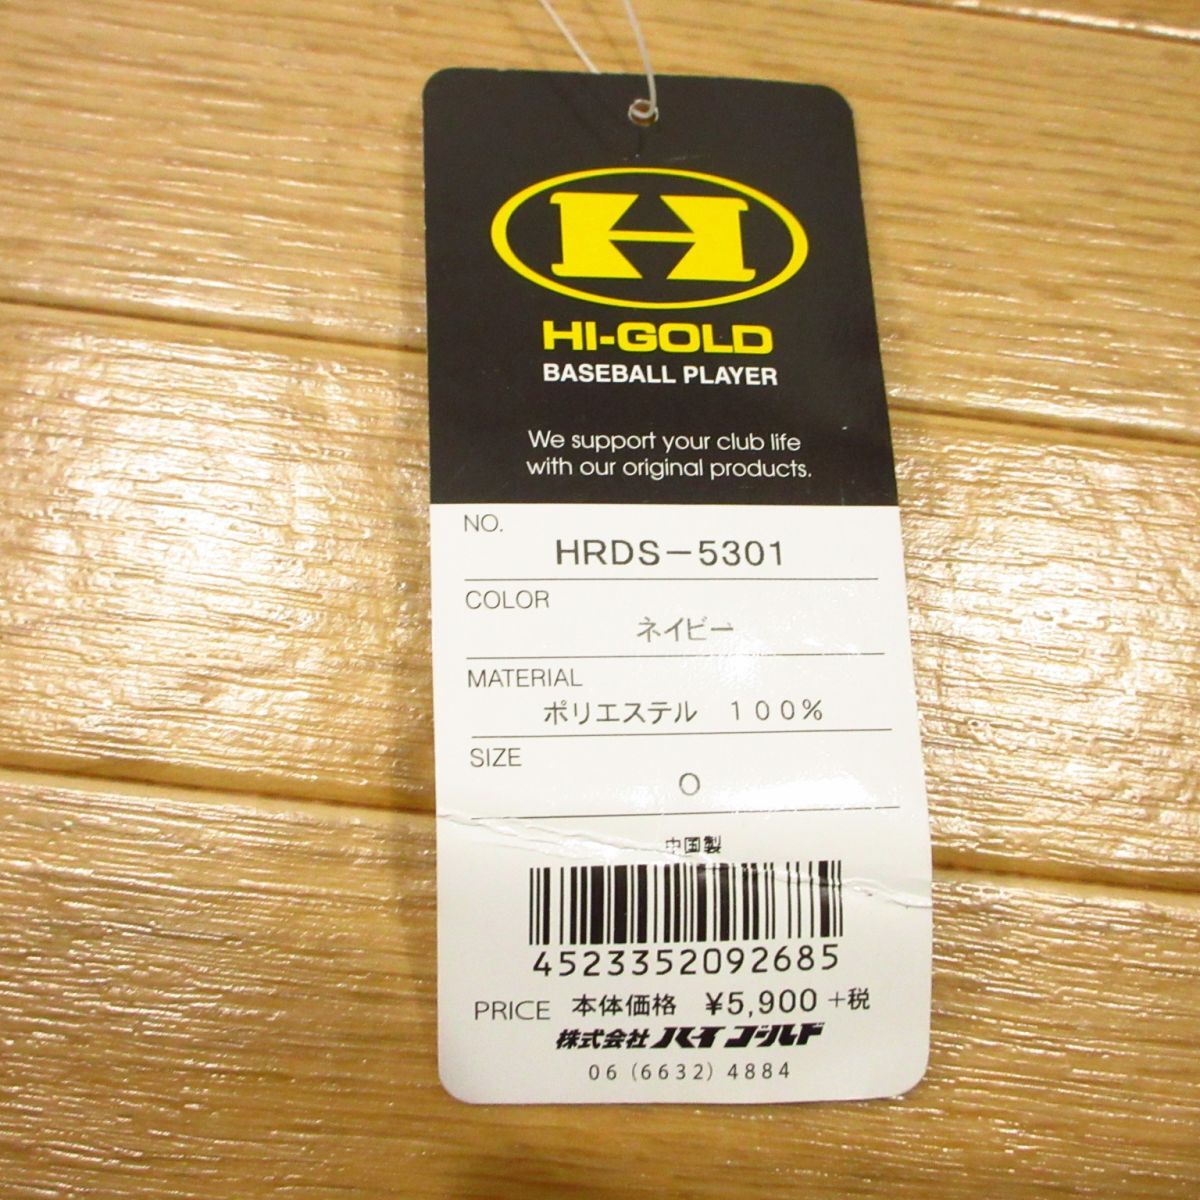 H
HI-GOLD
BASEBALL PLAYER
We support your club life
with our original products.
NO.
HRDS-5301
COLOR
ネイビー
MATERIAL
ポリエステル　100%
SIZE
O
中国製
4523352092685
PRICE 本体価格 ¥5,900 +税
株式会社ハイゴールド
06(6632)4884